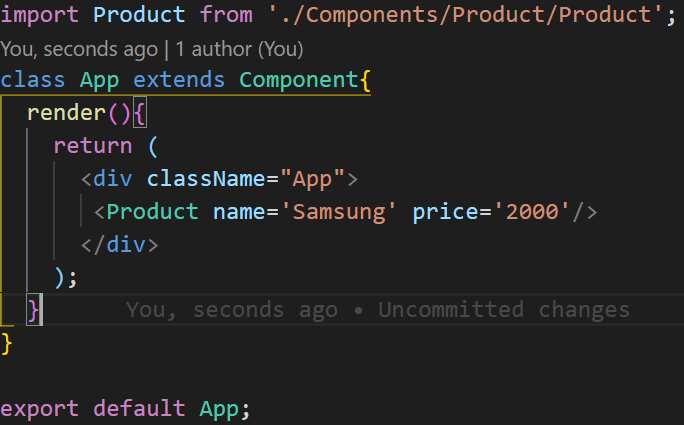 import Product from './Components/Product/Product';
You, seconds ago | 1 author (You)
class App extends Component{
  render(){
    return (
      <div className="App">
       <Product name='Samsung' price='2000'/>
      </div>
    );
  }      You, seconds ago • Uncommitted changes
}

export default App;